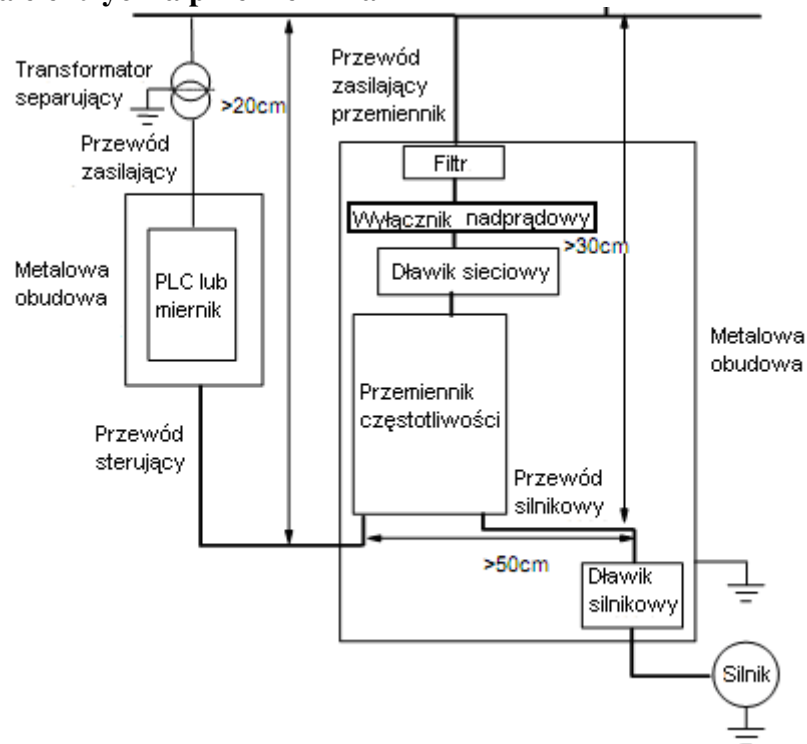 Transformator
separujący
>20cm
Przewód
zasilający
Przewód
zasilający
przemiennik
Filtr
Wyłącznik nadprądowy
>30cm
Dławik sieciowy
Metalowa
obudowa
PLC lub
miernik
Metalowa
obudowa
Przemiennik
częstotliwości
Przewód
sterujący
Przewód
silnikowy
>50cm
Dławik
silnikowy
Silnik